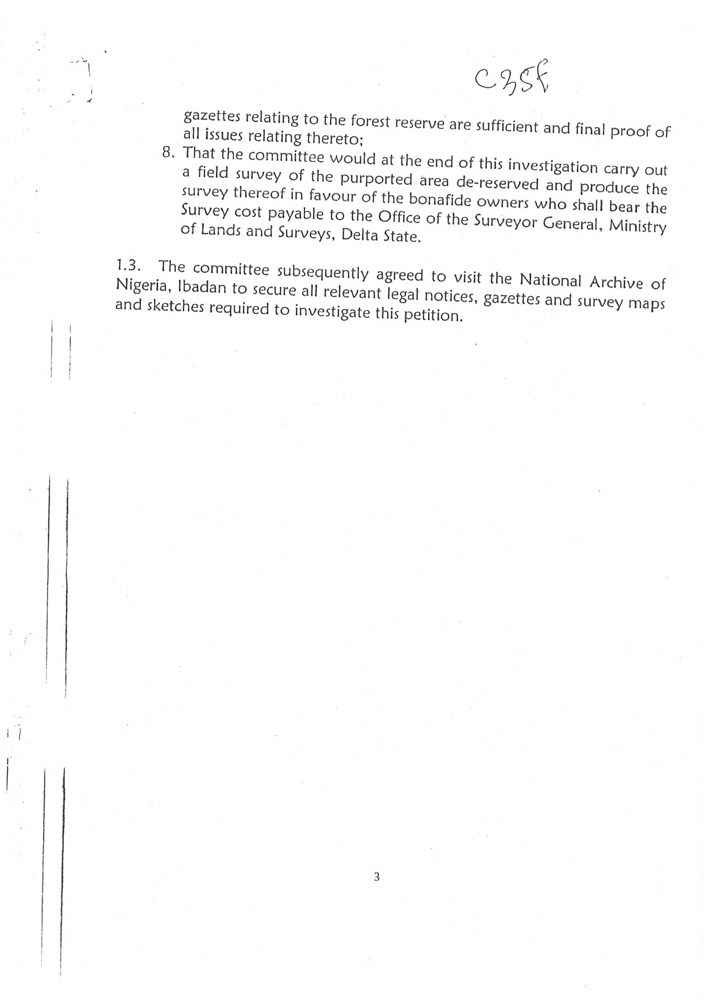 C35f
gazettes relating to the forest reserve are sufficient and final proof of
all issues relating thereto;
8. That the committee would at the end of this investigation carry out
a field survey of the purported area de-reserved and produce the
survey thereof in favour of the bonafide owners who shall bear the
Survey cost payable to the Office of the Surveyor General, Ministry
of Lands and Surveys, Delta State.
1.3. The committee subsequently agreed to visit the National Archive of
Nigeria, Ibadan to secure all relevant legal notices, gazettes and survey maps
and sketches required to investigate this petition.
3